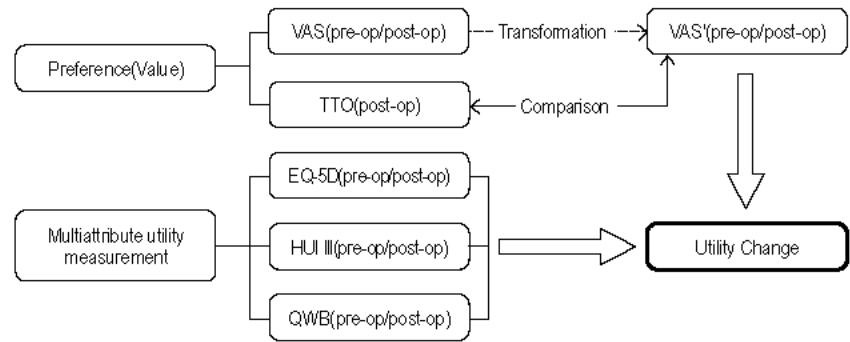 VAS(pre-op/post-op)
Transformation
VAS'(pre-op/post-op)
Preference(Value)
TTO(post-op)
Comparison
EQ-5D(pre-op/post-op)
Multiattribute utility
measurement
HUI III(pre-op/post-op)
Utility Change
QWB(pre-op/post-op)